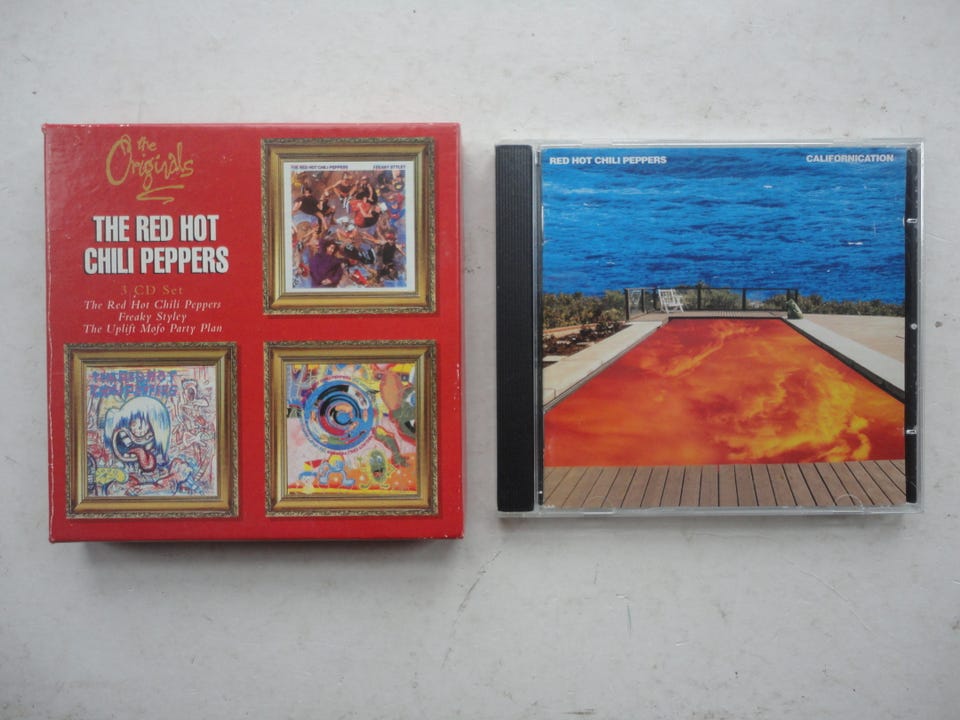 the
Originals
THE RED HOT
CHILI PEPPERS
3 CD Set
The Red Hot Chili Peppers
Freaky Styley
The Uplift Mofo Party Plan
THE RED HOT CHILI PEPPERS FREAKY STYLEY
RED HOT CHILI PEPPERS CALIFORNICATION